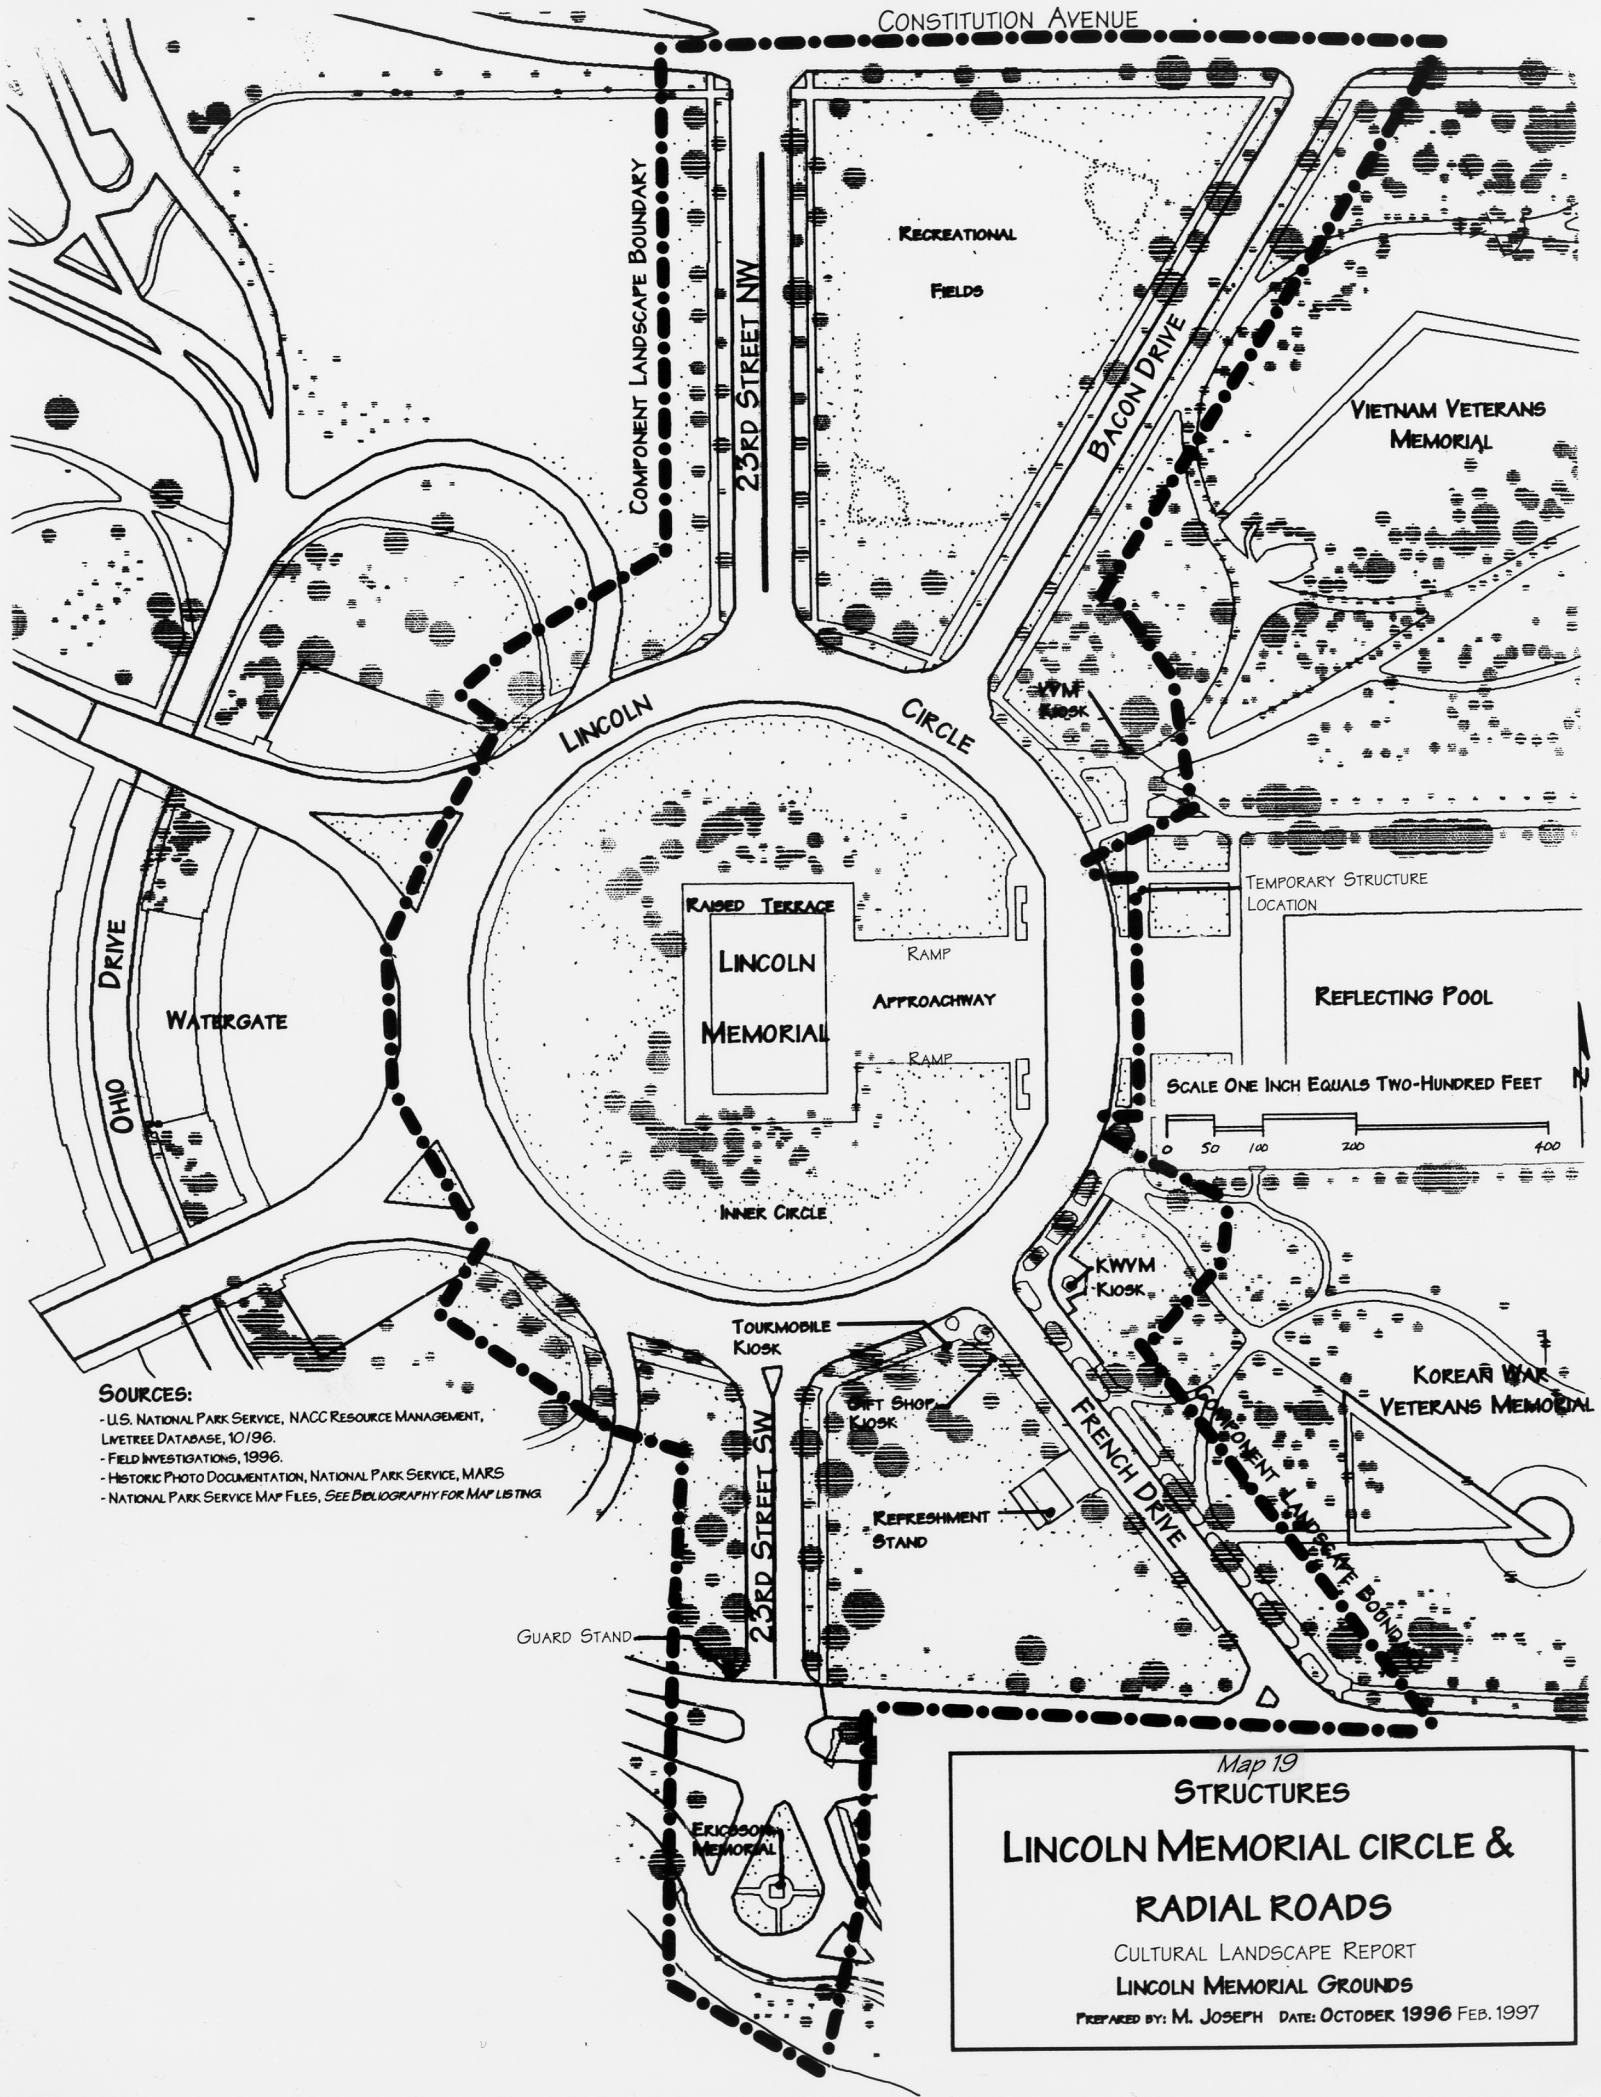 CONSTITUTION AVENUE
COMPONENT LANDSCAPE BOUNDARY
23RD STREET NW
RECREATIONAL
FIELDS
BACON DRIVE
VIETNAM VETERANS
MEMORIAL
VVM
KIOSK
LINCOLN
CIRCLE
TEMPORARY STRUCTURE
LOCATION
RAISED TERRACE
LINCOLN
MEMORIAL
RAMP
APPROACHWAY
RAMP
INNER CIRCLE
OHIO DRIVE
WATERGATE
REFLECTING POOL
SCALE ONE INCH EQUALS TWO-HUNDRED FEET
0 50 100 200 400
N
KWVM
KIOSK
TOURMOBILE
KIOSK
GIFT SHOP
KIOSK
KOREAN WAR
VETERANS MEMORIAL
FRENCH DRIVE
COMPONENT LANDSCAPE
REFRESHMENT
STAND
23RD STREET SW
GUARD STAND
ERICSSON
MEMORIAL
SOURCES:
- U.S. NATIONAL PARK SERVICE, NACC RESOURCE MANAGEMENT,
LIVETREE DATABASE, 10/96.
- FIELD INVESTIGATIONS, 1996.
- HISTORIC PHOTO DOCUMENTATION, NATIONAL PARK SERVICE, MARS
- NATIONAL PARK SERVICE MAP FILES, SEE BIBLIOGRAPHY FOR MAP LISTING.
Map 19
STRUCTURES
LINCOLN MEMORIAL CIRCLE &
RADIAL ROADS
CULTURAL LANDSCAPE REPORT
LINCOLN MEMORIAL GROUNDS
PREPARED BY: M. JOSEPH DATE: OCTOBER 1996 FEB. 1997